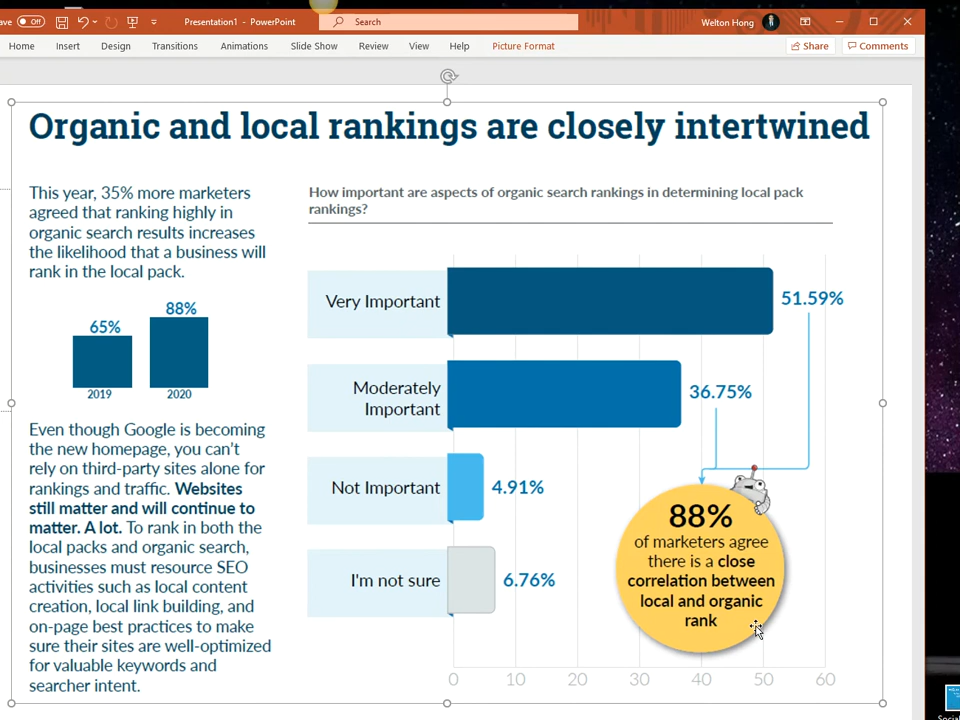 ave Off Presentation1 - PowerPoint Search Welton Hong
Home Insert Design Transitions Animations Slide Show Review View Help Picture Format Share Comments
Organic and local rankings are closely intertwined
This year, 35% more marketers
agreed that ranking highly in
organic search results increases
the likelihood that a business will
rank in the local pack.
65%
88%
2019
2020
Even though Google is becoming
the new homepage, you can't
rely on third-party sites alone for
rankings and traffic. Websites
still matter and will continue to
matter. A lot. To rank in both the
local packs and organic search,
businesses must resource SEO
activities such as local content
creation, local link building, and
on-page best practices to make
sure their sites are well-optimized
for valuable keywords and
searcher intent.
How important are aspects of organic search rankings in determining local pack
rankings?
Very Important
51.59%
Moderately
Important
36.75%
Not Important
4.91%
I'm not sure
6.76%
88%
of marketers agree
there is a close
correlation between
local and organic
rank
0 10 20 30 40 50 60